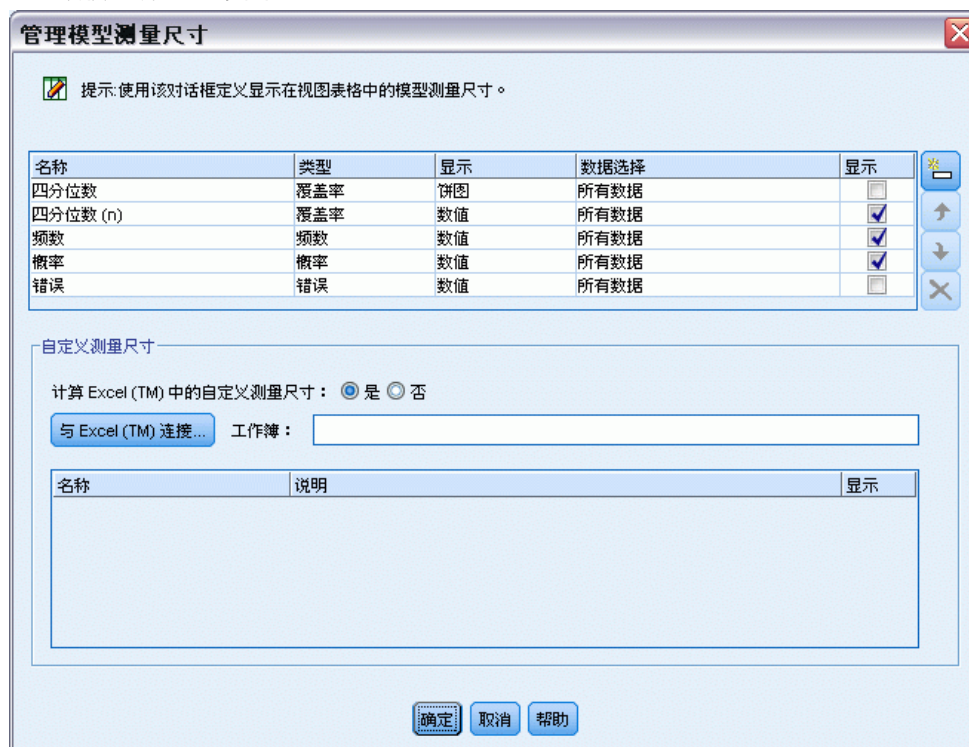 管理模型测量尺寸
提示:使用该对话框定义显示在视图表格中的模型测量尺寸。
名称 类型 显示 数据选择 显示
四分位数 覆盖率 饼图 所有数据
四分位数 (n) 覆盖率 数值 所有数据
频数 频数 数值 所有数据
概率 概率 数值 所有数据
错误 错误 数值 所有数据
自定义测量尺寸
计算 Excel (TM) 中的自定义测量尺寸： 是 否
与 Excel (TM) 连接... 工作簿：
名称 说明 显示
确定 取消 帮助